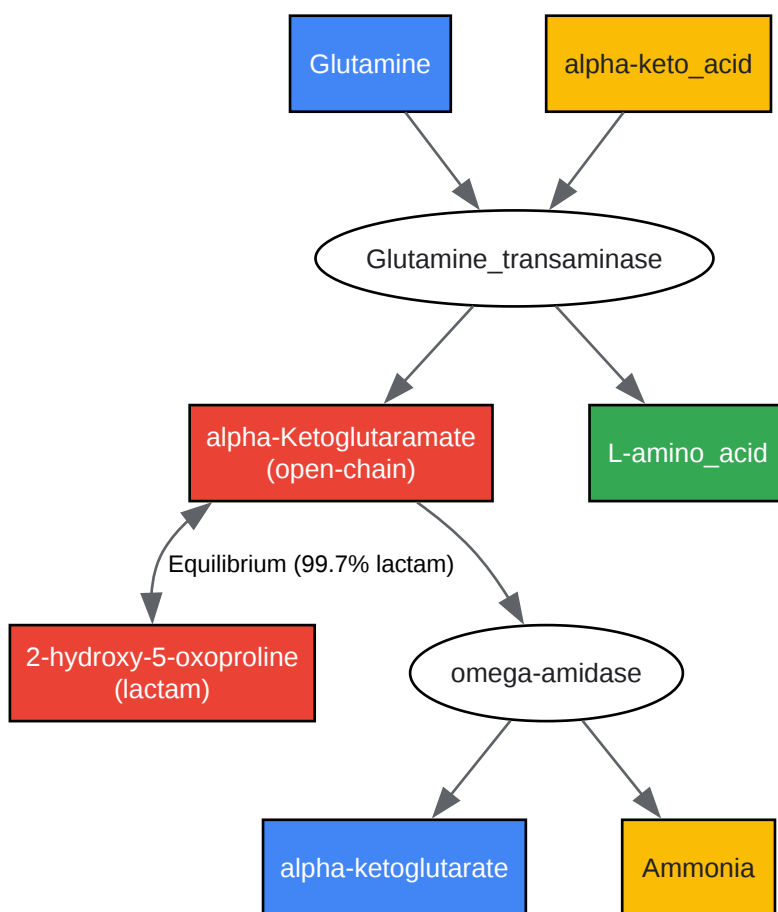 Glutamine
alpha-keto_acid
Glutamine_transaminase
alpha-Ketoglutaramate
(open-chain)
L-amino_acid
Equilibrium (99.7% lactam)
2-hydroxy-5-oxoproline
(lactam)
omega-amidase
alpha-ketoglutarate
Ammonia